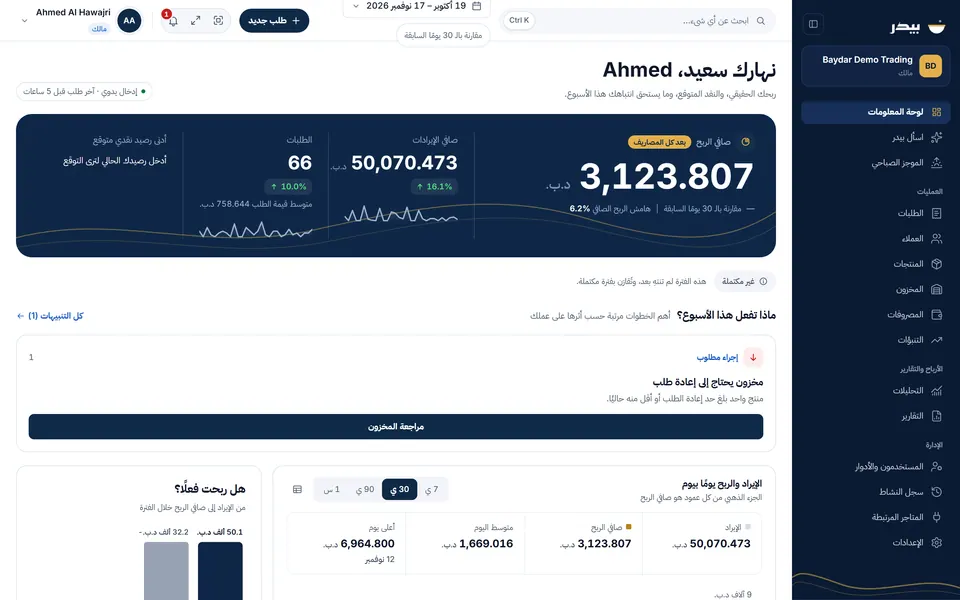 بيدر
BD
Baydar Demo Trading
مالك
لوحة المعلومات
اسأل بيدر
الموجز الصباحي
العمليات
الطلبات
العملاء
المنتجات
المخزون
المصروفات
التنبؤات
الأرباح والتقارير
التحليلات
التقارير
الإدارة
المستخدمون والأدوار
سجل النشاط
المتاجر المرتبطة
الإعدادات
ابحث عن أي شيء...
Ctrl K
19 أكتوبر – 17 نوفمبر 2026
مقارنة بالـ 30 يومًا السابقة
+ طلب جديد
1
AA
Ahmed Al Hawajri
مالك
نهارك سعيد، Ahmed
ربحك الحقيقي، والنقد المتوقع، وما يستحق انتباهك هذا الأسبوع.
إدخال يدوي · آخر طلب قبل 5 ساعات
صافي الربح
بعد كل المصاريف
3,123.807 د.ب.
— مقارنة بالـ 30 يومًا السابقة | هامش الربح الصافي 6.2%
صافي الإيرادات
50,070.473 د.ب.
↑ 16.1%
الطلبات
66
↑ 10.0%
متوسط قيمة الطلب 758.644 د.ب.
أدنى رصيد نقدي متوقع
أدخل رصيدك الحالي لترى التوقع
غير مكتملة
هذه الفترة لم تنتهِ بعد، وتُقارَن بفترة مكتملة.
ماذا تفعل هذا الأسبوع؟
أهم الخطوات مرتبة حسب أثرها على عملك
كل التنبيهات (1) ←
إجراء مطلوب
1
مخزون يحتاج إلى إعادة طلب
منتج واحد بلغ حد إعادة الطلب أو أقل منه حاليًا.
مراجعة المخزون
الإيراد والربح يومًا بيوم
الجزء الذهبي من كل عمود هو صافي الربح
7 ي
30 ي
90 ي
1 س
الإيراد
50,070.473 د.ب.
صافي الربح
3,123.807 د.ب.
متوسط اليوم
1,669.016 د.ب.
أعلى يوم
6,964.800 د.ب.
12 نوفمبر
9 آلاف د.ب.
هل ربحت فعلًا؟
من الإيراد إلى صافي الربح خلال الفترة
50.1 ألف د.ب.
32.2 ألف د.ب.-